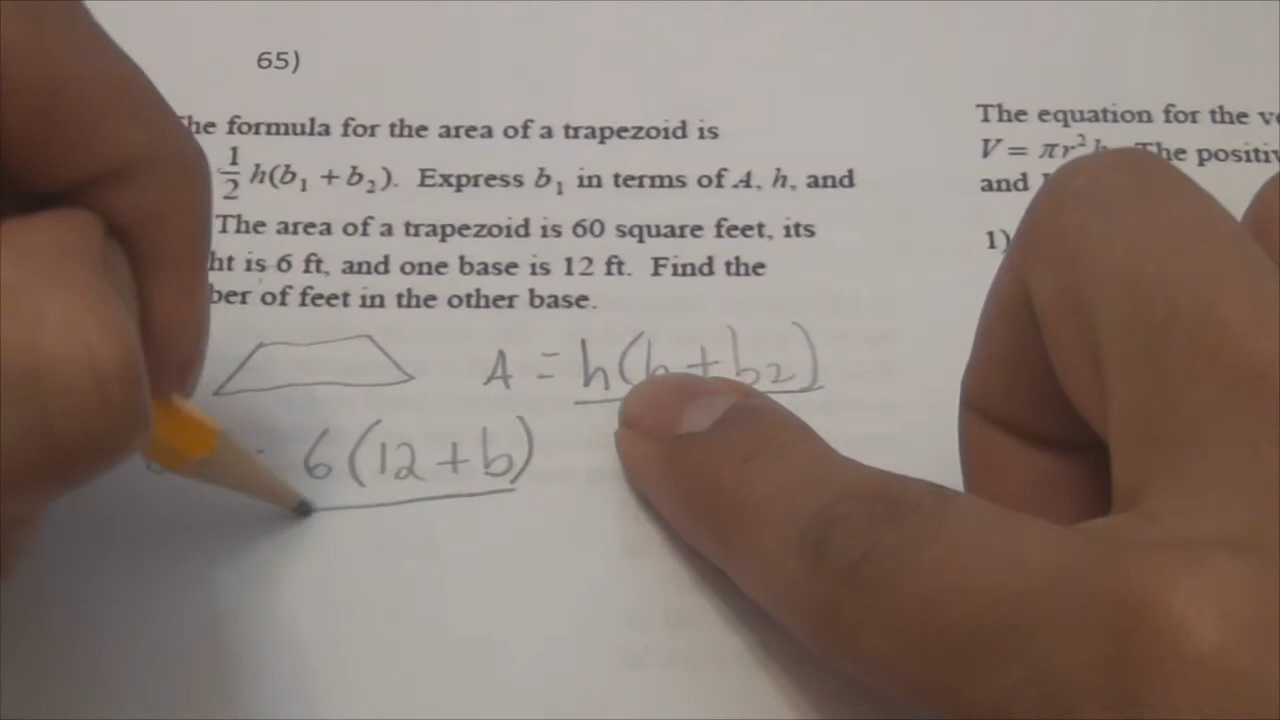 65)
he formula for the area of a trapezoid is
1/2 h(b₁ + b₂). Express b₁ in terms of A, h, and
The area of a trapezoid is 60 square feet, its
ht is 6 ft, and one base is 12 ft. Find the
ber of feet in the other base.
A = h(b + b2)
6(12+b)
The equation for the
V = πr²h. The
and
1)